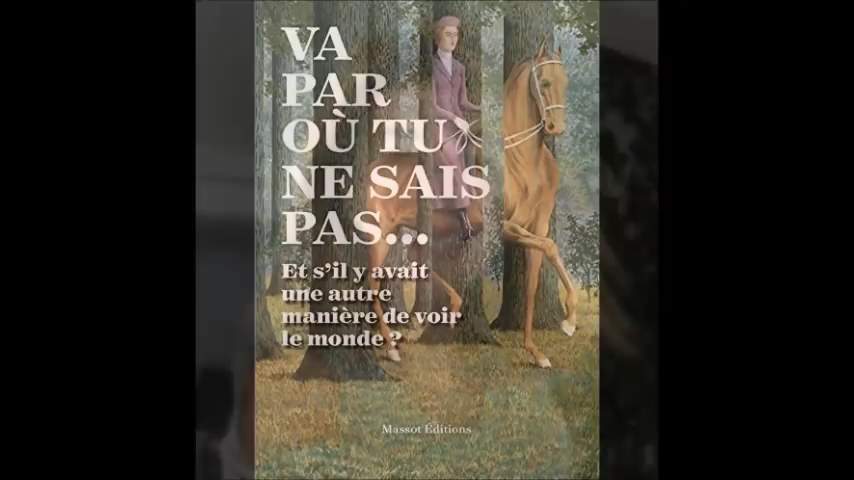 VA
PAR
OÙ TU
NE SAIS
PAS...
Et s'il y avait
une autre
manière de voir
le monde ?
Massot Éditions